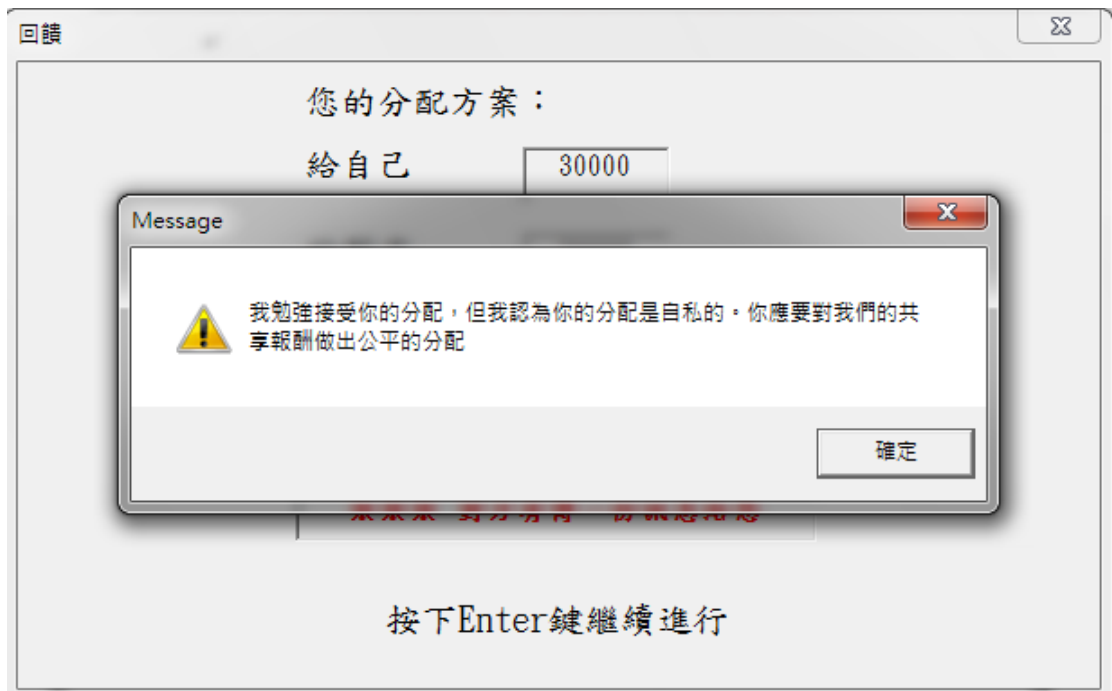 回饋
您的分配方案：
給自己
30000
Message
我勉強接受你的分配，但我認為你的分配是自私的。你應要對我們的共
享報酬做出公平的分配
確定
按下Enter鍵繼續進行